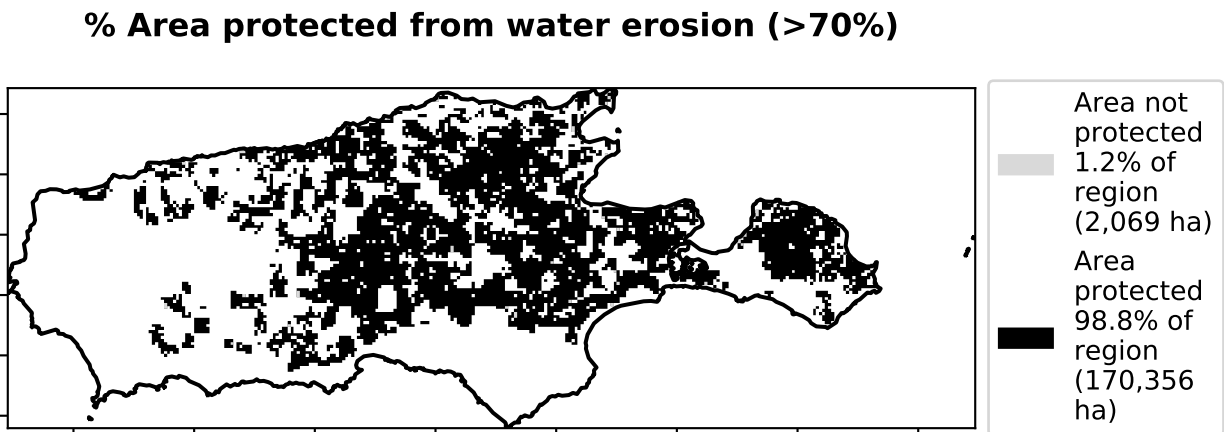 % Area protected from water erosion (>70%)
Area not
protected
1.2% of
region
(2,069 ha)
Area
protected
98.8% of
region
(170,356
ha)